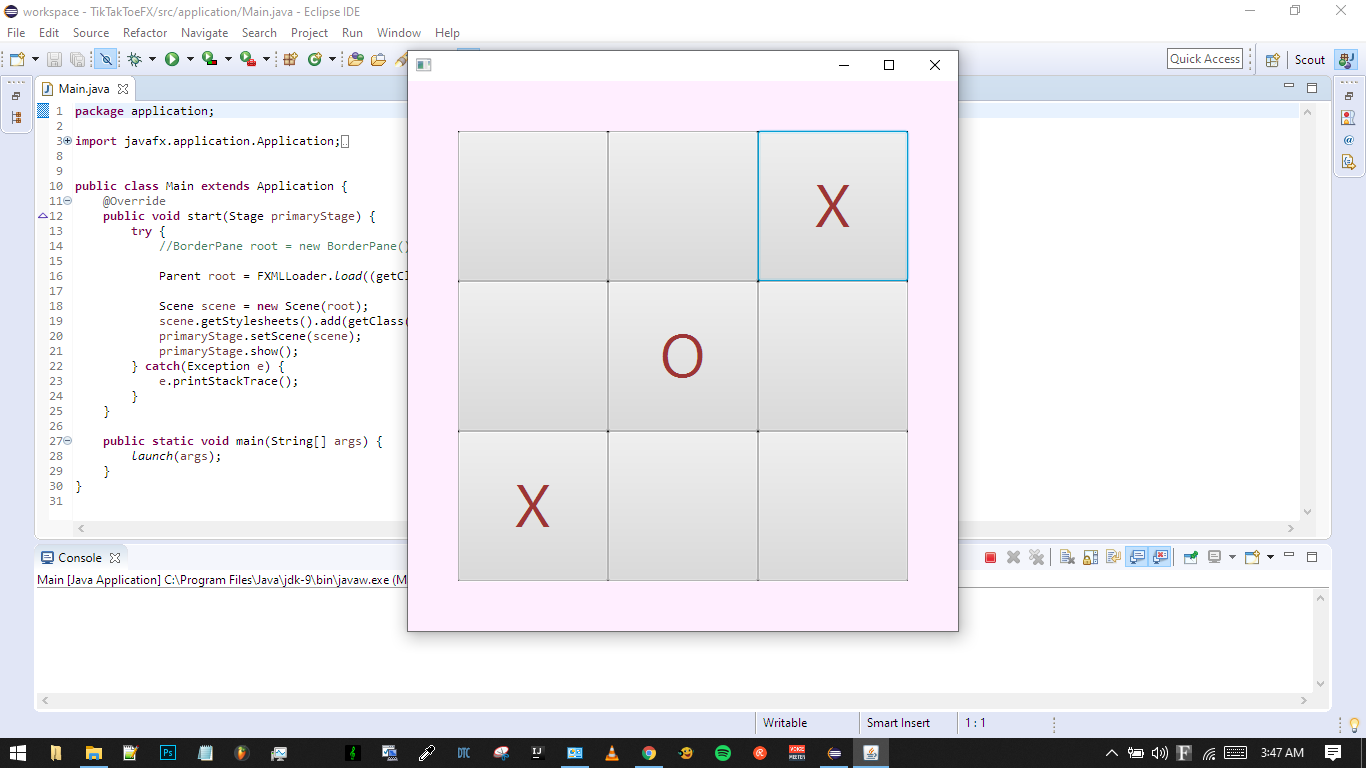 workspace - TikTakToeFX/src/application/Main.java - Eclipse IDE
File Edit Source Refactor Navigate Search Project Run Window Help
Quick Access Scout
Main.java
1 package application;
2
3 import javafx.application.Application;
8
9
10 public class Main extends Application {
11 @Override
12 public void start(Stage primaryStage) {
13 try {
14 //BorderPane root = new BorderPane()
15
16 Parent root = FXMLLoader.load((getCl
17
18 Scene scene = new Scene(root);
19 scene.getStylesheets().add(getClass(
20 primaryStage.setScene(scene);
21 primaryStage.show();
22 } catch(Exception e) {
23 e.printStackTrace();
24 }
25 }
26
27 public static void main(String[] args) {
28 launch(args);
29 }
30 }
31
X
O
X
Console
Main [Java Application] C:\Program Files\Java\jdk-9\bin\javaw.exe (M
Writable Smart Insert 1 : 1
Ps DTC IJ VOICE MEETER F 3:47 AM